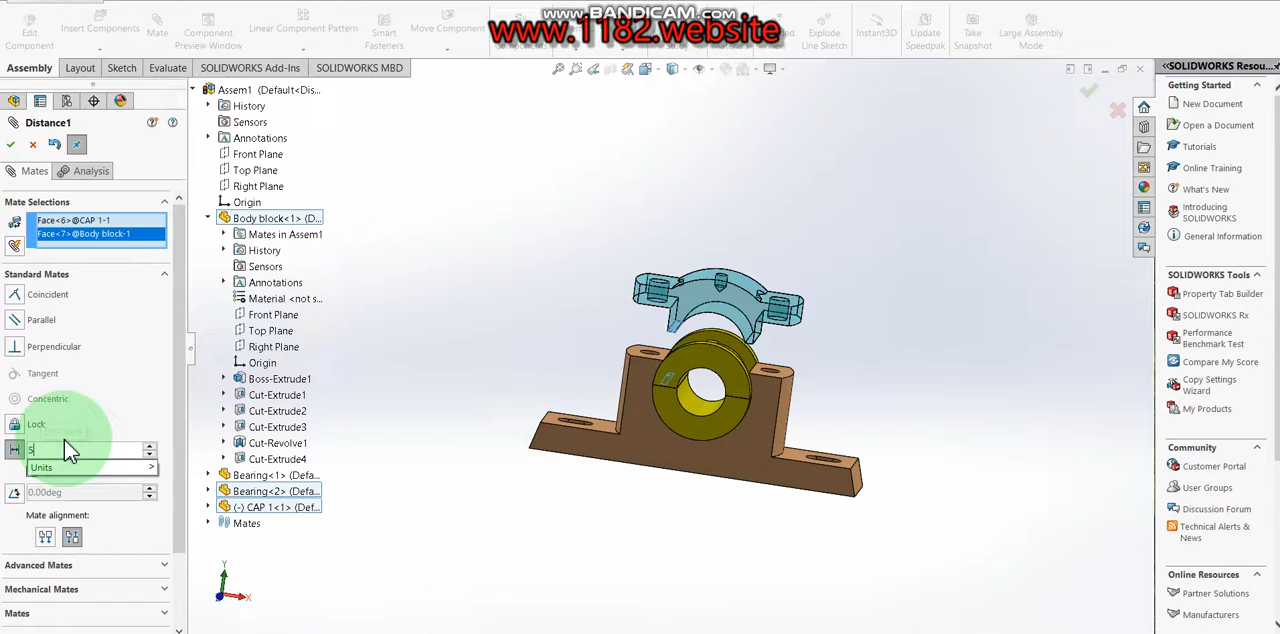 www.BANDICAM.com
www.1182.website
Edit Component
Insert Components
Mate
Component Preview Window
Linear Component Pattern
Smart Fasteners
Move Component
Explode Line Sketch
Instant3D
Update Speedpak
Take Snapshot
Large Assembly Mode
Assembly
Layout
Sketch
Evaluate
SOLIDWORKS Add-Ins
SOLIDWORKS MBD
Distance1
Mates
Analysis
Mate Selections
Face<6>@CAP 1-1
Face<7>@Body block-1
Standard Mates
Coincident
Parallel
Perpendicular
Tangent
Concentric
Lock
5
Units >
0.00deg
Mate alignment:
Advanced Mates
Mechanical Mates
Mates
Assem1 (Default<Dis...
History
Sensors
Annotations
Front Plane
Top Plane
Right Plane
Origin
Body block<1> (D...
Mates in Assem1
History
Sensors
Annotations
Material <not s...
Front Plane
Top Plane
Right Plane
Origin
Boss-Extrude1
Cut-Extrude1
Cut-Extrude2
Cut-Extrude3
Cut-Revolve1
Cut-Extrude4
Bearing<1> (Defa...
Bearing<2> (Defa...
(-) CAP 1<1> (Def...
Mates
Y
X
SOLIDWORKS Resou...
Getting Started
New Document
Open a Document
Tutorials
Online Training
What's New
Introducing SOLIDWORKS
General Information
SOLIDWORKS Tools
Property Tab Builder
SOLIDWORKS Rx
Performance Benchmark Test
Compare My Score
Copy Settings Wizard
My Products
Community
Customer Portal
User Groups
Discussion Forum
Technical Alerts & News
Online Resources
Partner Solutions
Manufacturers